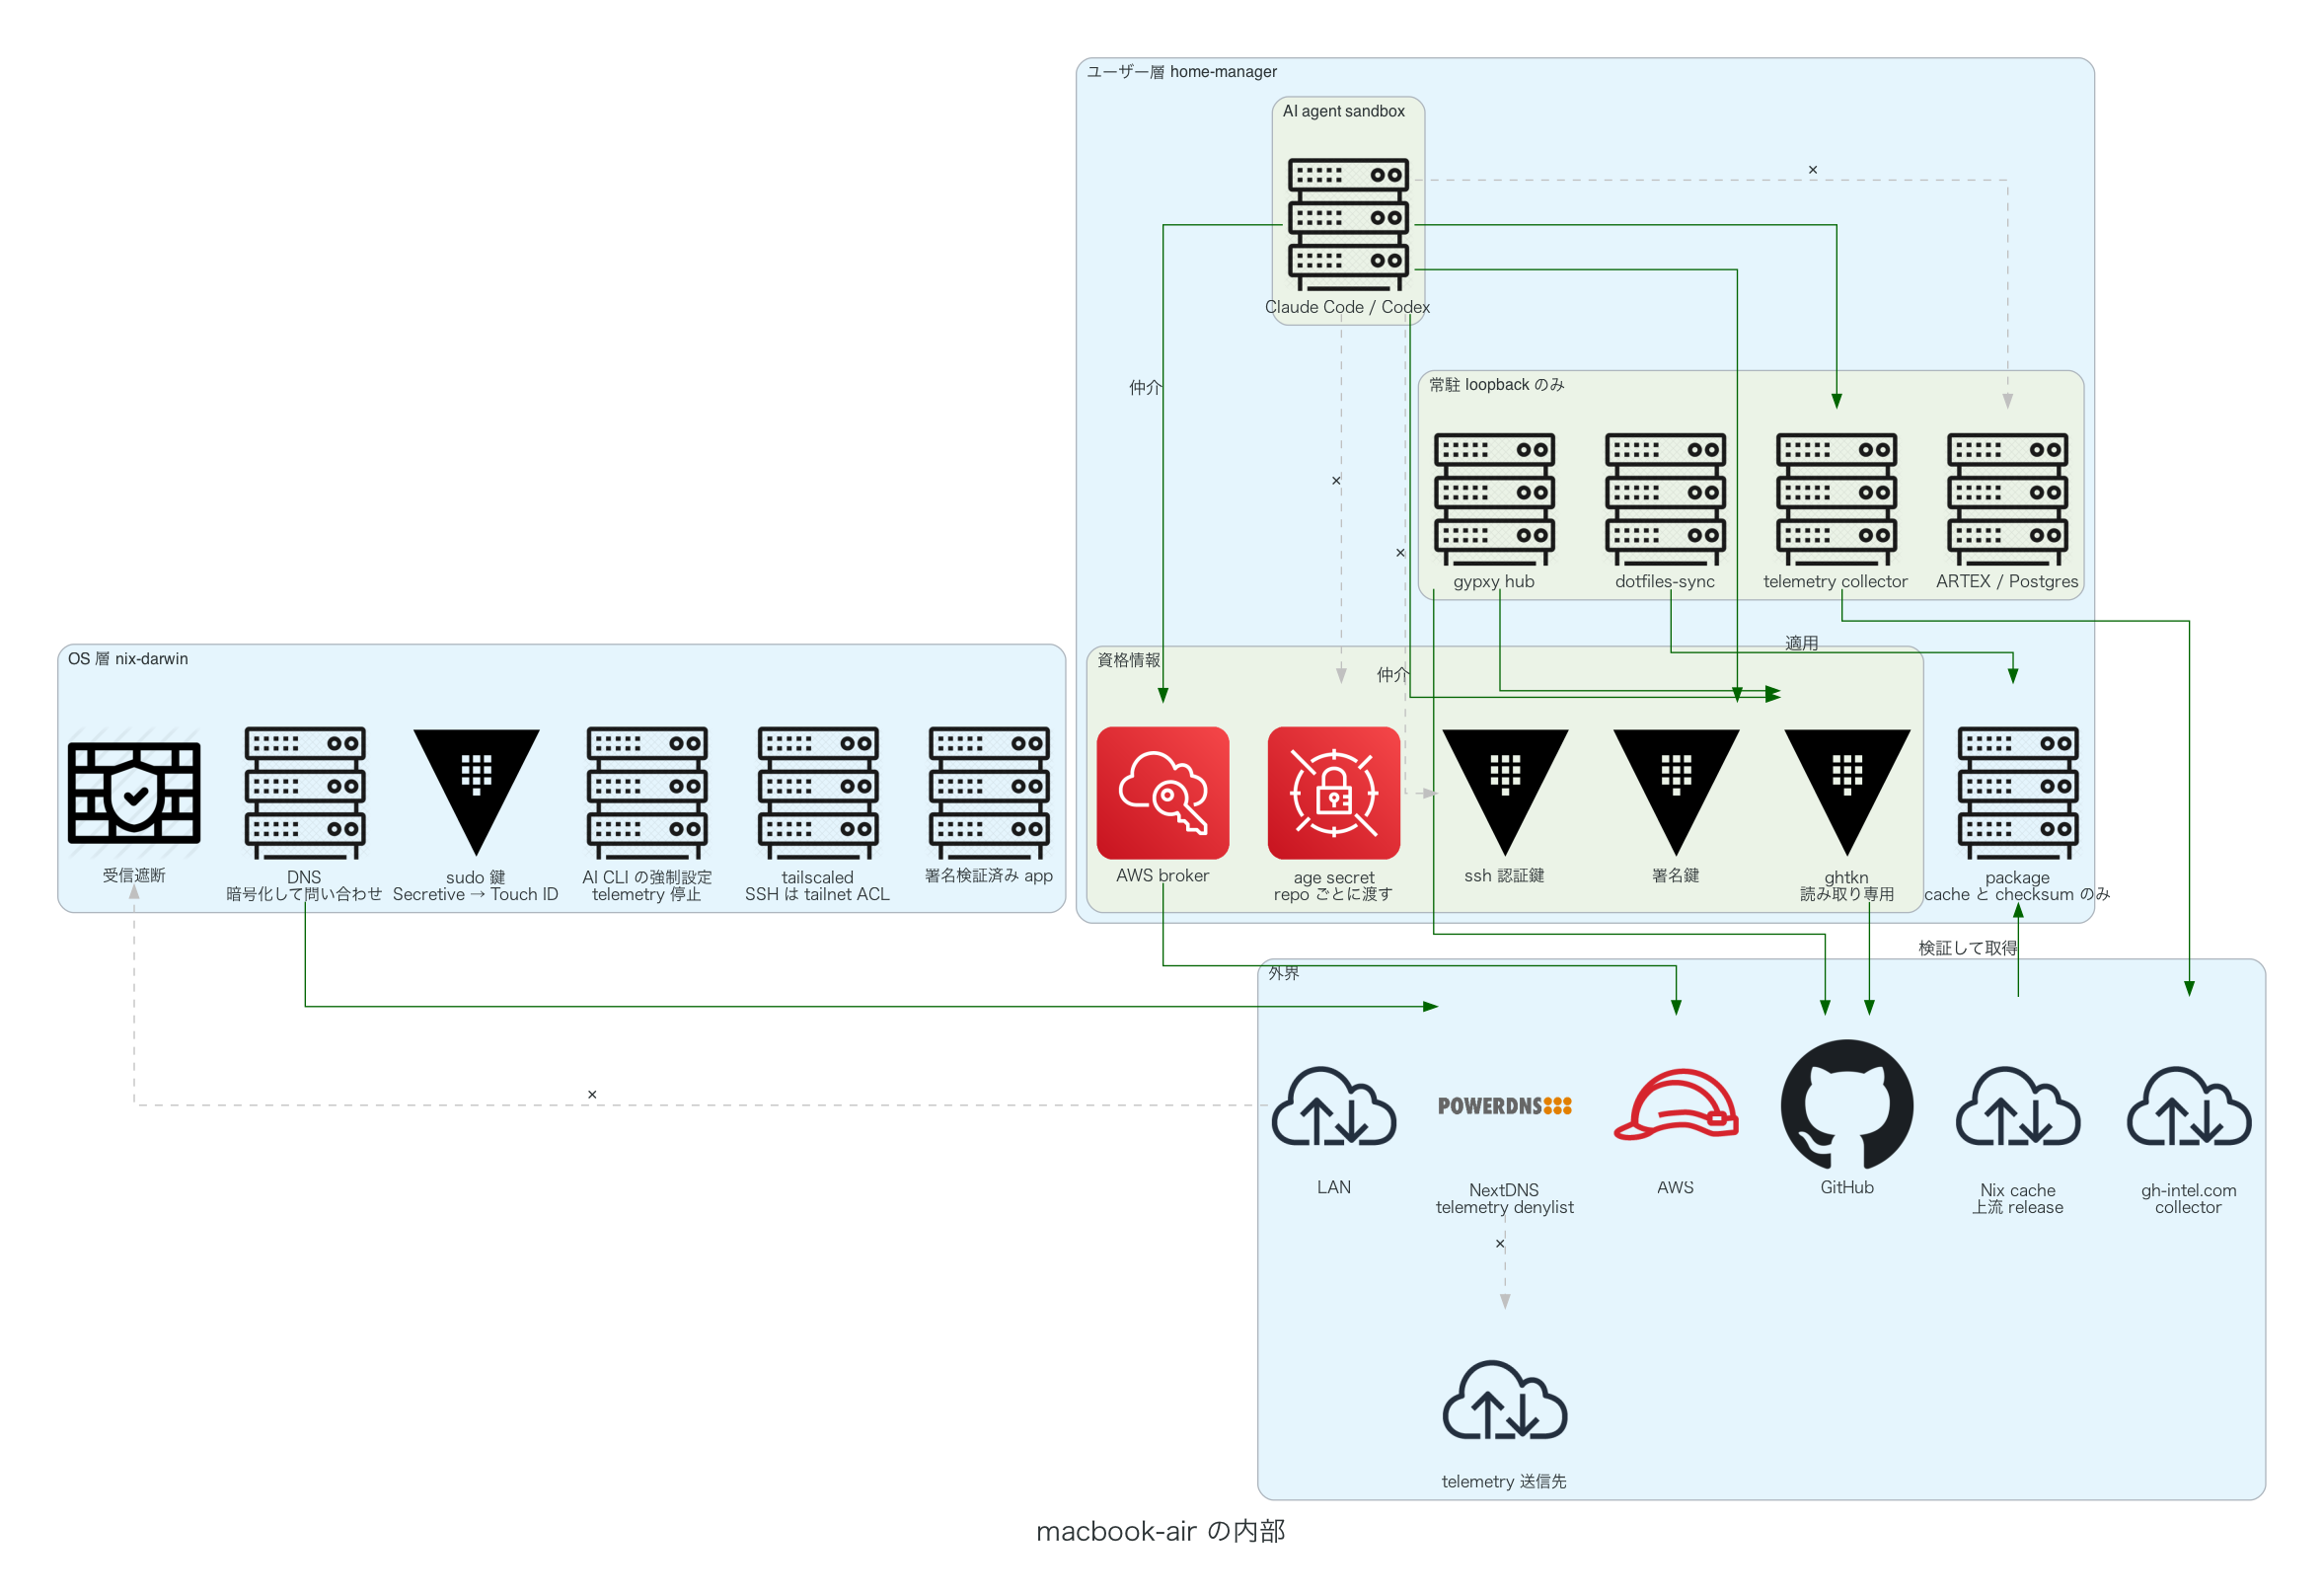 ユーザー層 home-manager
AI agent sandbox
×
Claude Code / Codex
常駐 loopback のみ
仲介
×
×
gypxy hub
dotfiles-sync
telemetry collector
ARTEX / Postgres
適用
OS 層 nix-darwin
資格情報
仲介
受信遮断
DNS
暗号化して問い合わせ
sudo 鍵
Secretive → Touch ID
AI CLI の強制設定
telemetry 停止
tailscaled
SSH は tailnet ACL
署名検証済み app
AWS broker
age secret
repo ごとに渡す
ssh 認証鍵
署名鍵
ghtkn
読み取り専用
package
cache と checksum のみ
検証して取得
外界
×
POWERDNS
LAN
NextDNS
telemetry denylist
AWS
GitHub
Nix cache
上流 release
gh-intel.com
collector
×
telemetry 送信先
macbook-air の内部